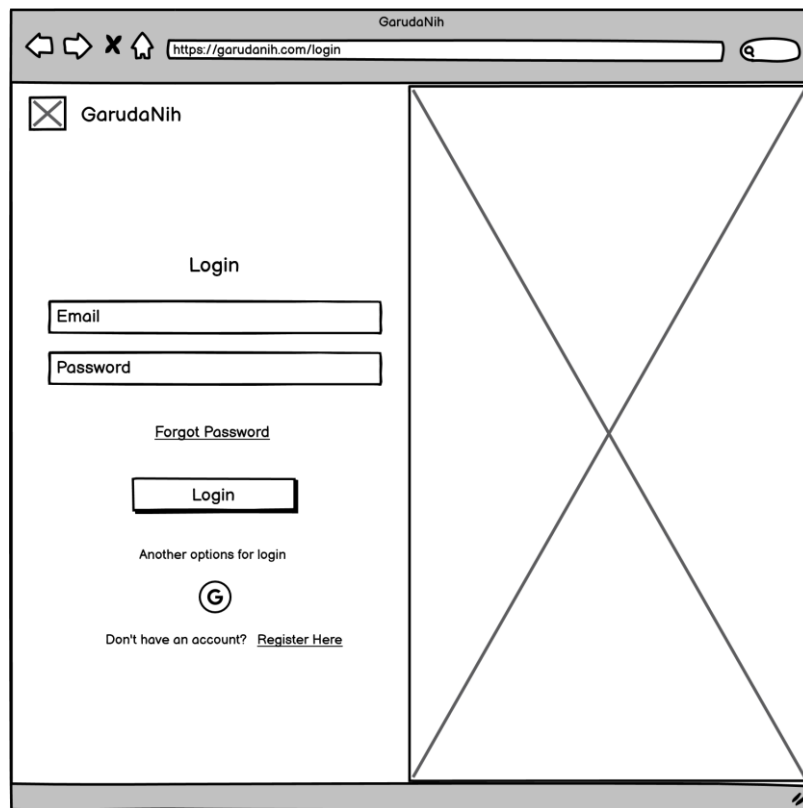 GarudaNih
https://garudanih.com/login
GarudaNih
Login
Email
Password
Forgot Password
Login
Another options for login
G
Don't have an account? Register Here